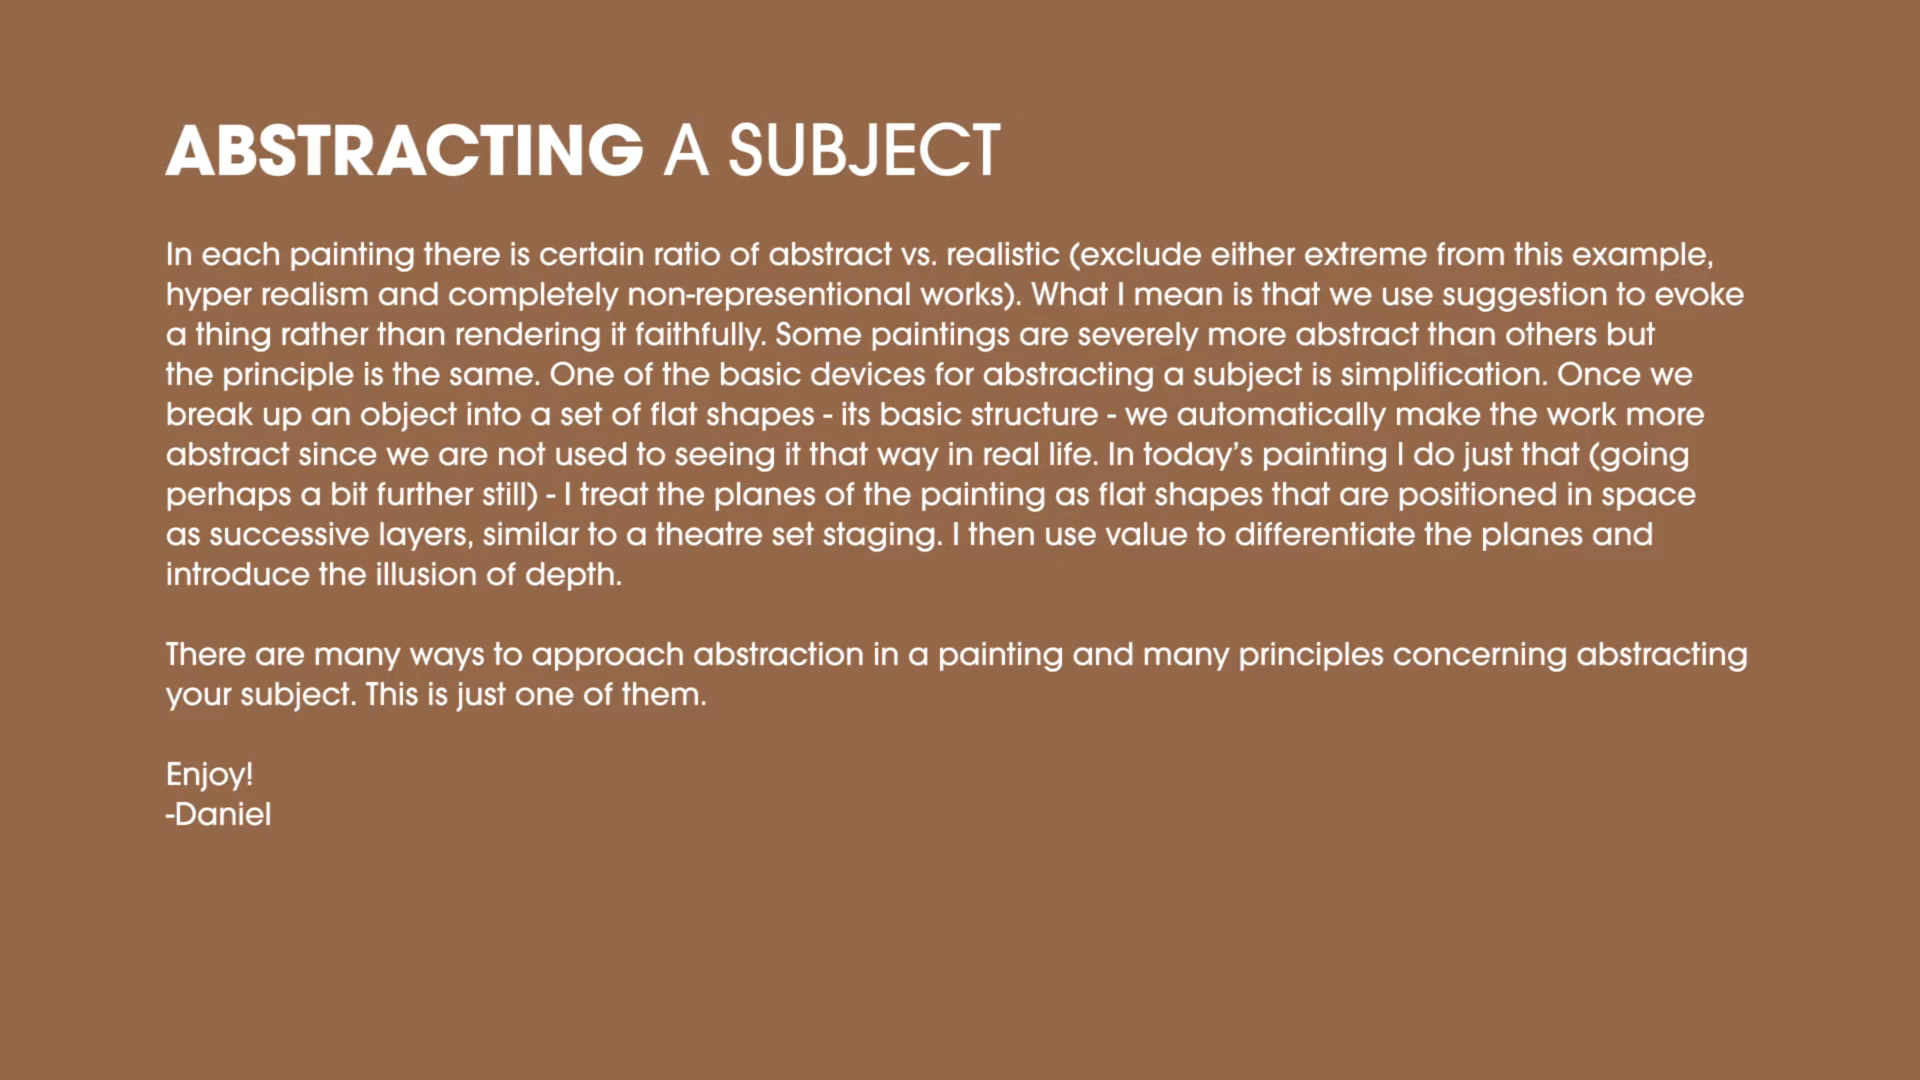 ABSTRACTING A SUBJECT
In each painting there is certain ratio of abstract vs. realistic (exclude either extreme from this example,
hyper realism and completely non-representional works). What I mean is that we use suggestion to evoke
a thing rather than rendering it faithfully. Some paintings are severely more abstract than others but
the principle is the same. One of the basic devices for abstracting a subject is simplification. Once we
break up an object into a set of flat shapes - its basic structure - we automatically make the work more
abstract since we are not used to seeing it that way in real life. In today’s painting I do just that (going
perhaps a bit further still) - I treat the planes of the painting as flat shapes that are positioned in space
as successive layers, similar to a theatre set staging. I then use value to differentiate the planes and
introduce the illusion of depth.
There are many ways to approach abstraction in a painting and many principles concerning abstracting
your subject. This is just one of them.
Enjoy!
-Daniel